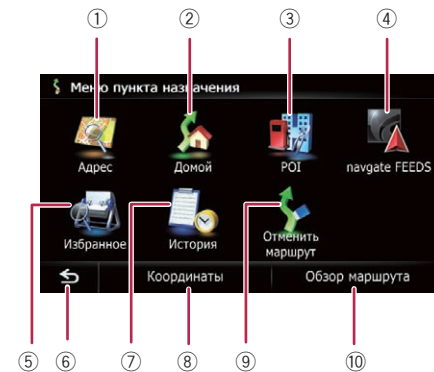 ① ② ③ ④
Меню пункта назначения
Адрес Домой POI navgate FEEDS
Избранное История Отменить
маршрут
Координаты Обзор маршрута
⑤ ⑥ ⑦ ⑧ ⑨ ⑩